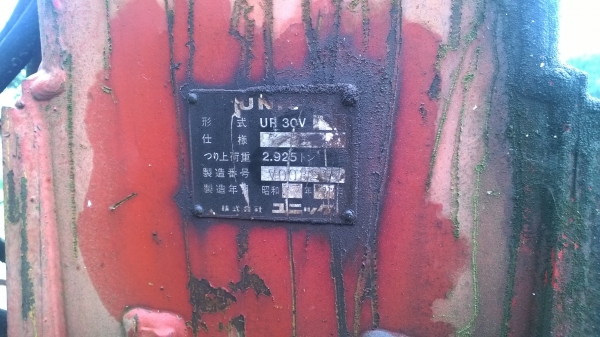 形式 UR 30V
仕様
つり上荷重 2.925トン
製造番号
製造年 昭和 年
株式会社 ユニック